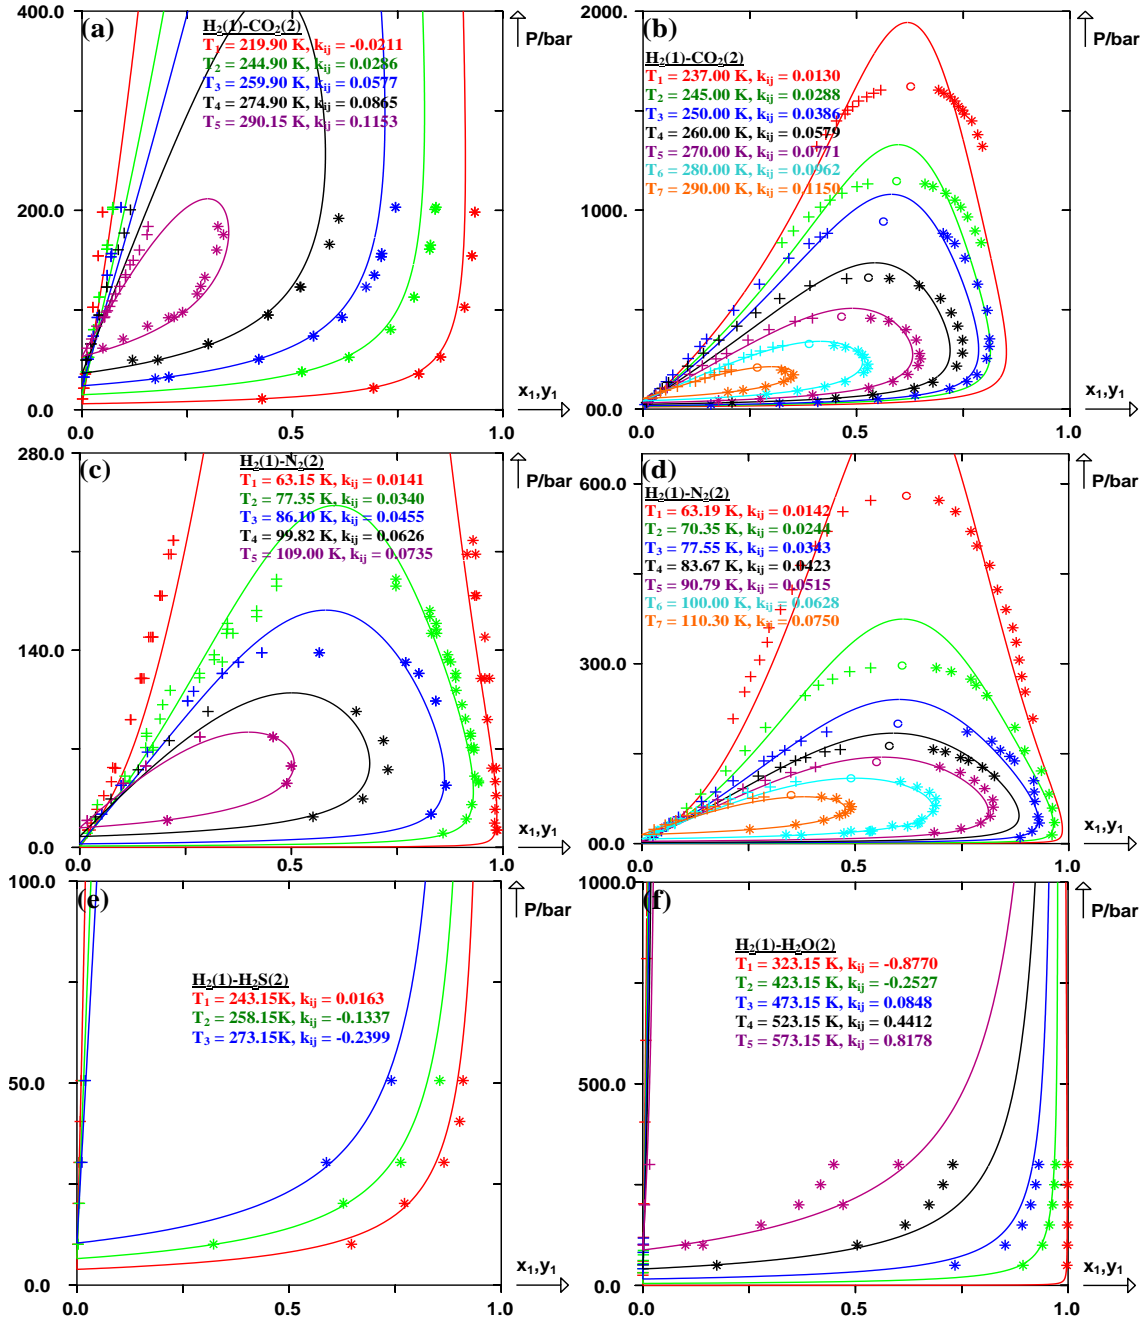 (a)
400
200.0
0.0
H₂(1)-CO₂(2)
T₁ = 219.90 K, kᵢⱼ = -0.0211
T₂ = 244.90 K, kᵢⱼ = 0.0286
T₃ = 259.90 K, kᵢⱼ = 0.0577
T₄ = 274.90 K, kᵢⱼ = 0.0865
T₅ = 290.15 K, kᵢⱼ = 0.1153
P/bar
x₁,y₁
0.0 0.5 1.0
(b)
2000.
1000.
00.0
H₂(1)-CO₂(2)
T₁ = 237.00 K, kᵢⱼ = 0.0130
T₂ = 245.00 K, kᵢⱼ = 0.0288
T₃ = 250.00 K, kᵢⱼ = 0.0386
T₄ = 260.00 K, kᵢⱼ = 0.0579
T₅ = 270.00 K, kᵢⱼ = 0.0771
T₆ = 280.00 K, kᵢⱼ = 0.0962
T₇ = 290.00 K, kᵢⱼ = 0.1150
P/bar
x₁,y₁
0.0 0.5 1.0
(c)
280.0
140.0
0.0
H₂(1)-N₂(2)
T₁ = 63.15 K, kᵢⱼ = 0.0141
T₂ = 77.35 K, kᵢⱼ = 0.0340
T₃ = 86.10 K, kᵢⱼ = 0.0455
T₄ = 99.82 K, kᵢⱼ = 0.0626
T₅ = 109.00 K, kᵢⱼ = 0.0735
P/bar
x₁,y₁
0.0 0.5 1.0
(d)
600.0
300.0
00.0
H₂(1)-N₂(2)
T₁ = 63.19 K, kᵢⱼ = 0.0142
T₂ = 70.35 K, kᵢⱼ = 0.0244
T₃ = 77.55 K, kᵢⱼ = 0.0343
T₄ = 83.67 K, kᵢⱼ = 0.0423
T₅ = 90.79 K, kᵢⱼ = 0.0515
T₆ = 100.00 K, kᵢⱼ = 0.0628
T₇ = 110.30 K, kᵢⱼ = 0.0750
P/bar
x₁,y₁
0.0 0.5 1.0
(e)
100.0
50.0
0.0
H₂(1)-H₂S(2)
T₁ = 243.15K, kᵢⱼ = 0.0163
T₂ = 258.15K, kᵢⱼ = -0.1337
T₃ = 273.15K, kᵢⱼ = -0.2399
P/bar
x₁,y₁
0.0 0.5 1.0
(f)
1000.0
500.0
0.0
H₂(1)-H₂O(2)
T₁ = 323.15 K, kᵢⱼ = -0.8770
T₂ = 423.15 K, kᵢⱼ = -0.2527
T₃ = 473.15 K, kᵢⱼ = 0.0848
T₄ = 523.15 K, kᵢⱼ = 0.4412
T₅ = 573.15 K, kᵢⱼ = 0.8178
P/bar
x₁,y₁
0.0 0.5 1.0